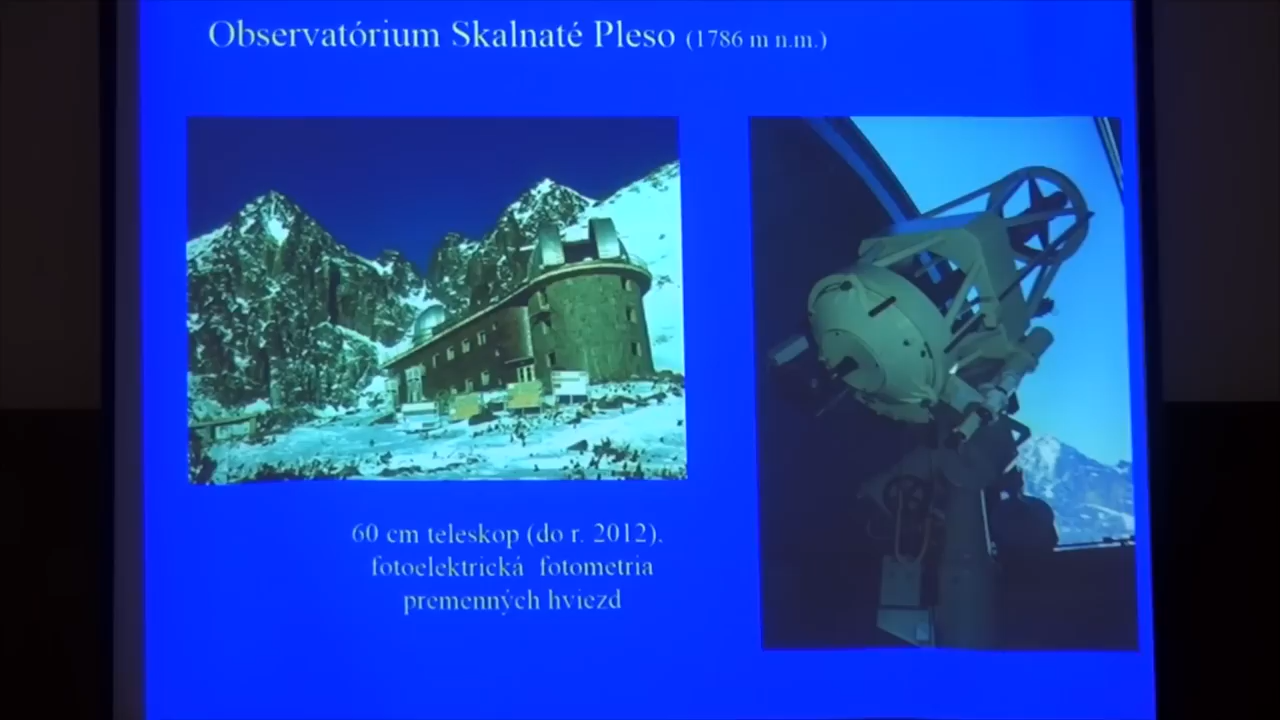 Observatórium Skalnaté Pleso (1786 m n.m.)
60 cm teleskop (do r. 2012),
fotoelektrická fotometria
premenných hviezd